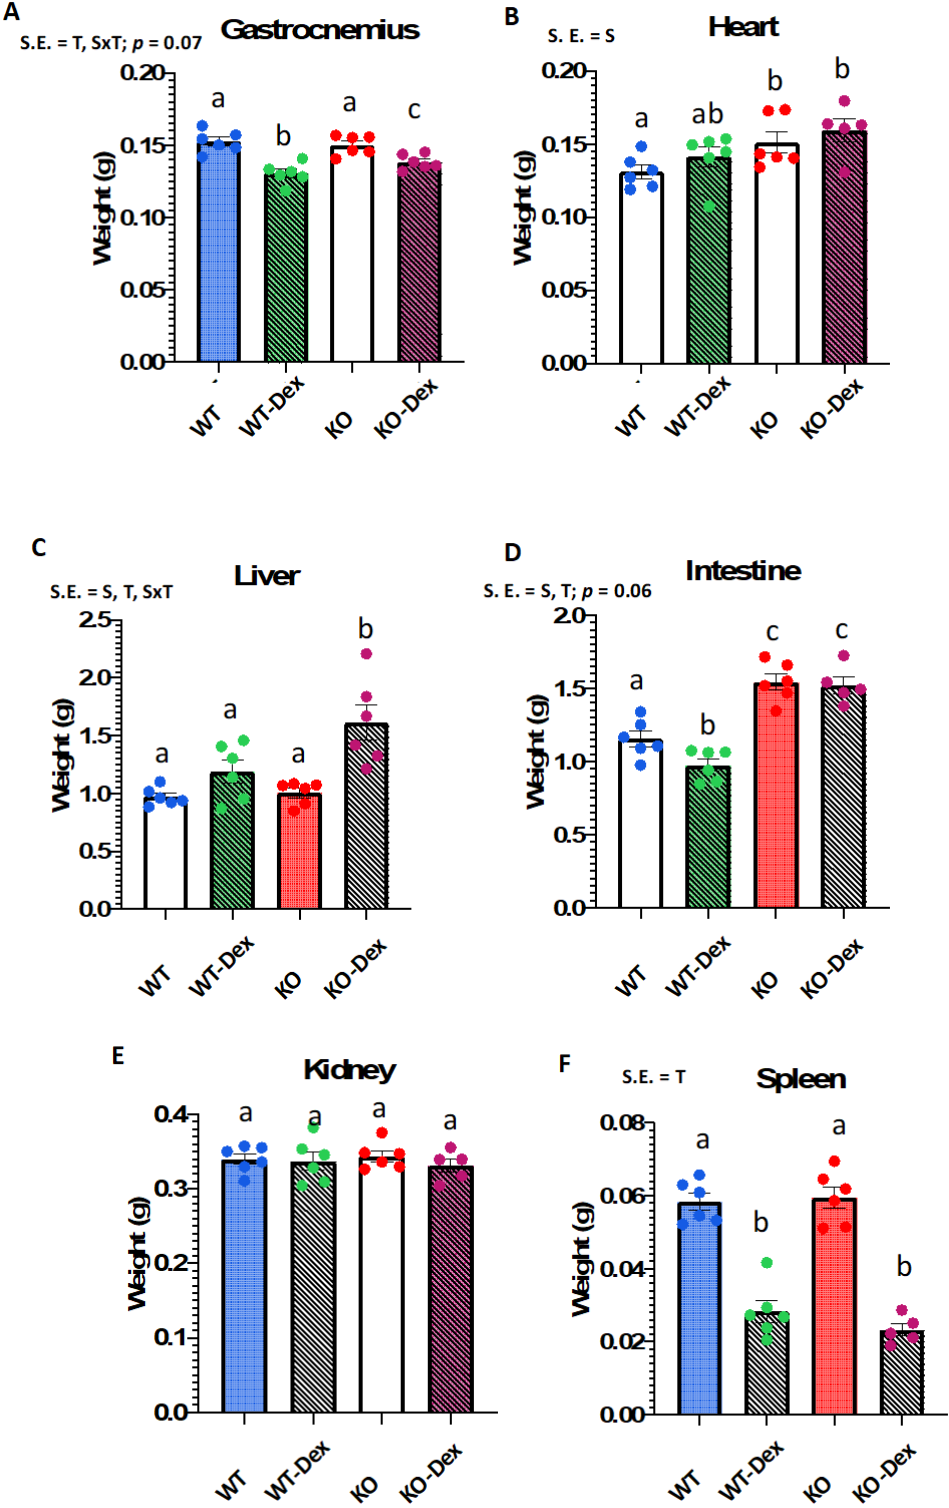 A
Gastrocnemius
S.E. = T, SxT; p = 0.07
0.20
0.15
0.10
0.05
0.00
Weight (g)
a
b
a
c
WT
WT-Dex
KO
KO-Dex
B
Heart
S. E. = S
0.20
0.15
0.10
0.05
0.00
Weight (g)
a
ab
b
b
WT
WT-Dex
KO
KO-Dex
C
Liver
S.E. = S, T, SxT
2.5
2.0
1.5
1.0
0.5
0.0
Weight (g)
a
a
a
b
WT
WT-Dex
KO
KO-Dex
D
Intestine
S. E. = S, T; p = 0.06
2.0
1.5
1.0
0.5
0.0
Weight (g)
a
b
c
c
WT
WT-Dex
KO
KO-Dex
E
Kidney
0.4
0.3
0.2
0.1
0.0
Weight (g)
a
a
a
a
WT
WT-Dex
KO
KO-Dex
F
Spleen
S.E. = T
0.08
0.06
0.04
0.02
0.00
Weight (g)
a
b
a
b
WT
WT-Dex
KO
KO-Dex